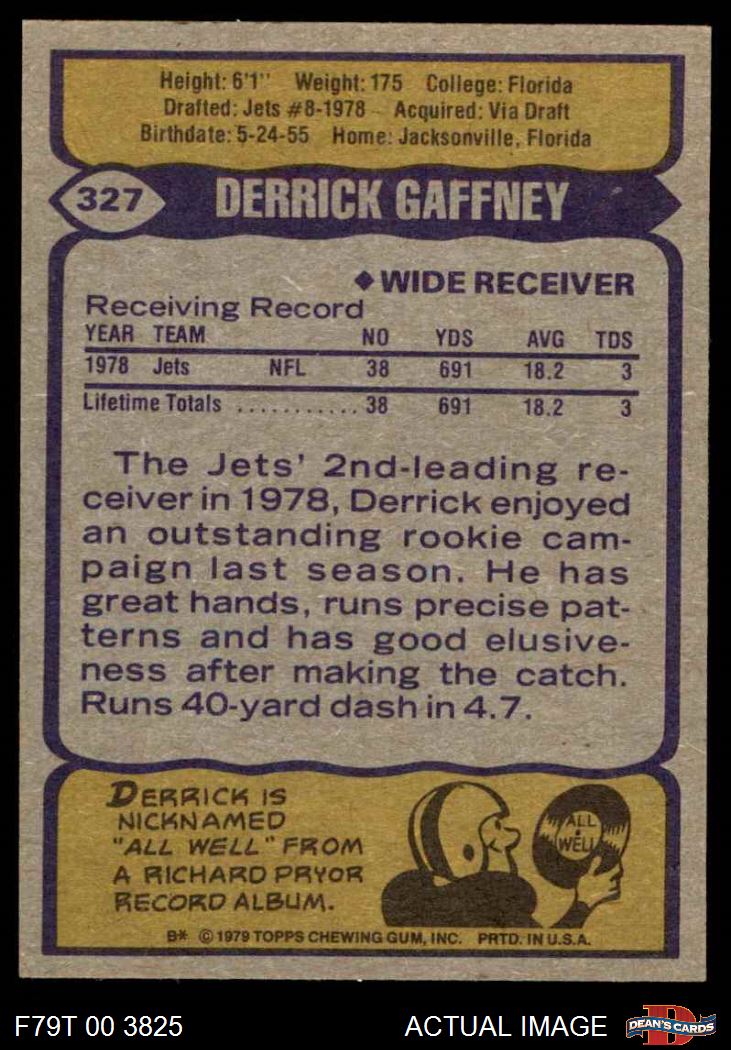 Height: 6'1" Weight: 175 College: Florida
Drafted: Jets #8-1978 Acquired: Via Draft
Birthdate: 5-24-55 Home: Jacksonville, Florida
327 DERRICK GAFFNEY
◆WIDE RECEIVER
Receiving Record
YEAR TEAM NO YDS AVG TDS
1978 Jets NFL 38 691 18.2 3
Lifetime Totals ........... 38 691 18.2 3
The Jets' 2nd-leading re-
ceiver in 1978, Derrick enjoyed
an outstanding rookie cam-
paign last season. He has
great hands, runs precise pat-
terns and has good elusive-
ness after making the catch.
Runs 40-yard dash in 4.7.
DERRICK IS
NICKNAMED
"ALL WELL" FROM
A RICHARD PRYOR
RECORD ALBUM.
ALL
WELL
B* © 1979 TOPPS CHEWING GUM, INC. PRTD. IN U.S.A.
F79T 00 3825 ACTUAL IMAGE
D
DEAN'S CARDS